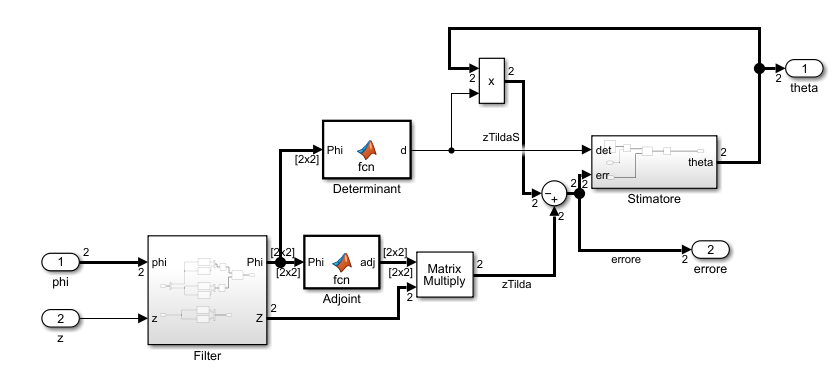 2
x
2
1
2
theta
zTildaS
Phi
fcn
d
[2x2]
Determinant
det
err
theta
2
Stimatore
−
+
2
2
2
2
errore
2
2
errore
1
phi
2
2
phi
Phi
[2x2]
[2x2]
Phi
fcn
adj
Adjoint
[2x2]
[2x2]
Matrix
Multiply
2
zTilda
2
2
z
z
Z
2
Filter